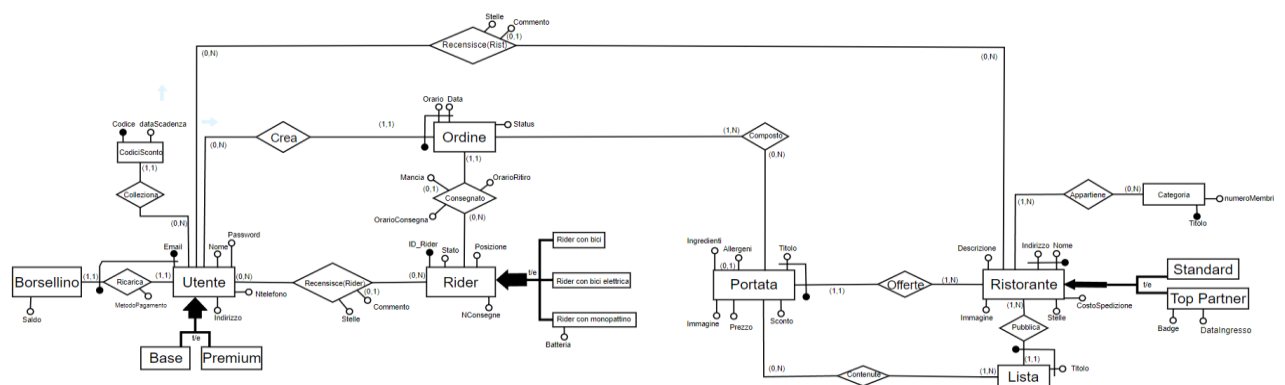 Stelle
Commento
Recensisce(Rist)
(0,1)
(0,N)
(0,N)
Orario
Data
Status
(1,1)
Ordine
(1,N)
Crea
Composto
(0,N)
(1,1)
(0,N)
Codice
dataScadenza
CodiciSconto
(1,1)
Colleziona
(0,N)
Mancia
OrarioRitiro
(0,1)
Consegnato
OrarioConsegna
(0,N)
Appartiene
(0,N)
Categoria
numeroMembri
(1,N)
Titolo
Email
Nome
Password
ID_Rider
Stato
Posizione
Rider con bici
Ingredienti
Allergeni
Titolo
Descrizione
Indirizzo
Nome
(0,1)
Borsellino
(1,1)
Ricarica
(1,1)
Utente
(0,N)
Recensisce(Rider)
(0,N)
Rider
t/e
Rider con bici elettrica
Portata
(1,1)
Offerte
(1,N)
Ristorante
t/e
Standard
Top Partner
MetodoPagamento
Ntelefono
(0,1)
Commento
Stelle
Saldo
Indirizzo
NConsegne
Rider con monopattino
Batteria
Immagine
Prezzo
Sconto
Immagine
(1,N)
Stelle
CostoSpedizione
Badge
DataIngresso
Pubblica
t/e
Base
Premium
(1,1)
Titolo
(0,N)
Contenute
(1,N)
Lista